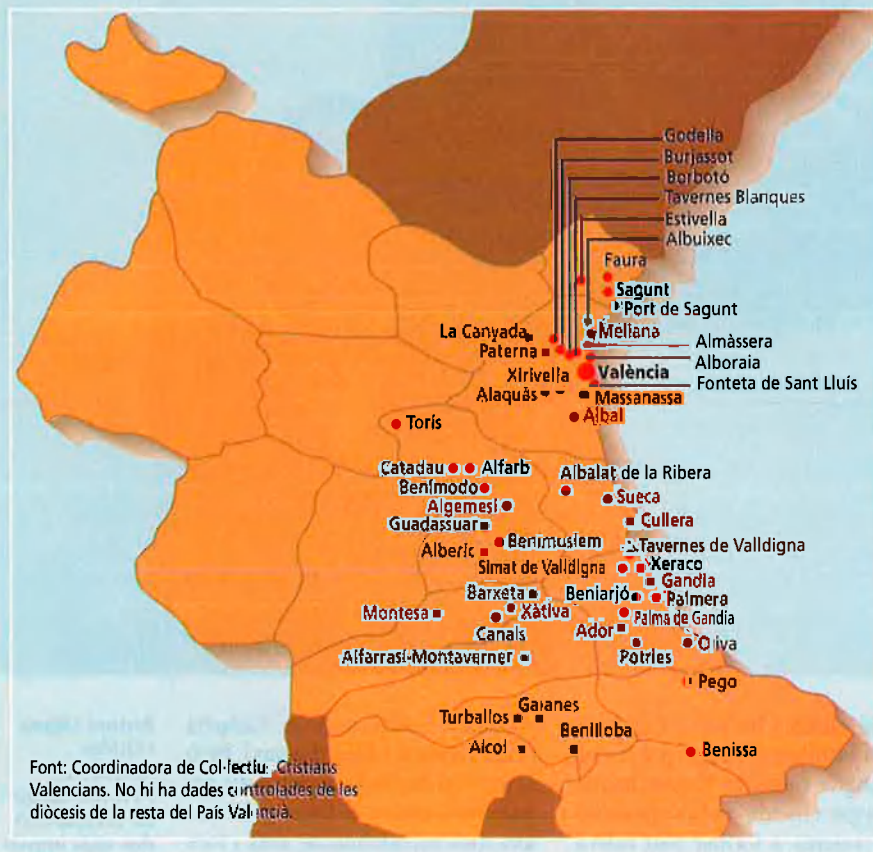 Godella
Burjassot
Borbotó
Tavernes Blanques
Estivella
Albuixec
Faura
Sagunt
Port de Sagunt
La Canyada
Meliana
Almàssera
Paterna
Alboraia
Xirivella
València
Fonteta de Sant Lluís
Alaquàs
Massanassa
Albal
Torís
Catadau
Alfarb
Albalat de la Ribera
Benimodo
Sueca
Algemesí
Guadassuar
Cullera
Alberic
Benimuslem
Tavernes de Valldigna
Simat de Valldigna
Xeraco
Gandia
Barxeta
Beniarjó
Palmera
Montesa
Xàtiva
Palma de Gandia
Canals
Ador
Oliva
Alfarrasí-Montaverner
Potries
Pego
Gaianes
Turballos
Alcoi
Benilloba
Benissa
Font: Coordinadora de Col·lectiu Cristians
Valencians. No hi ha dades controlades de les
diòcesis de la resta del País Valencià.